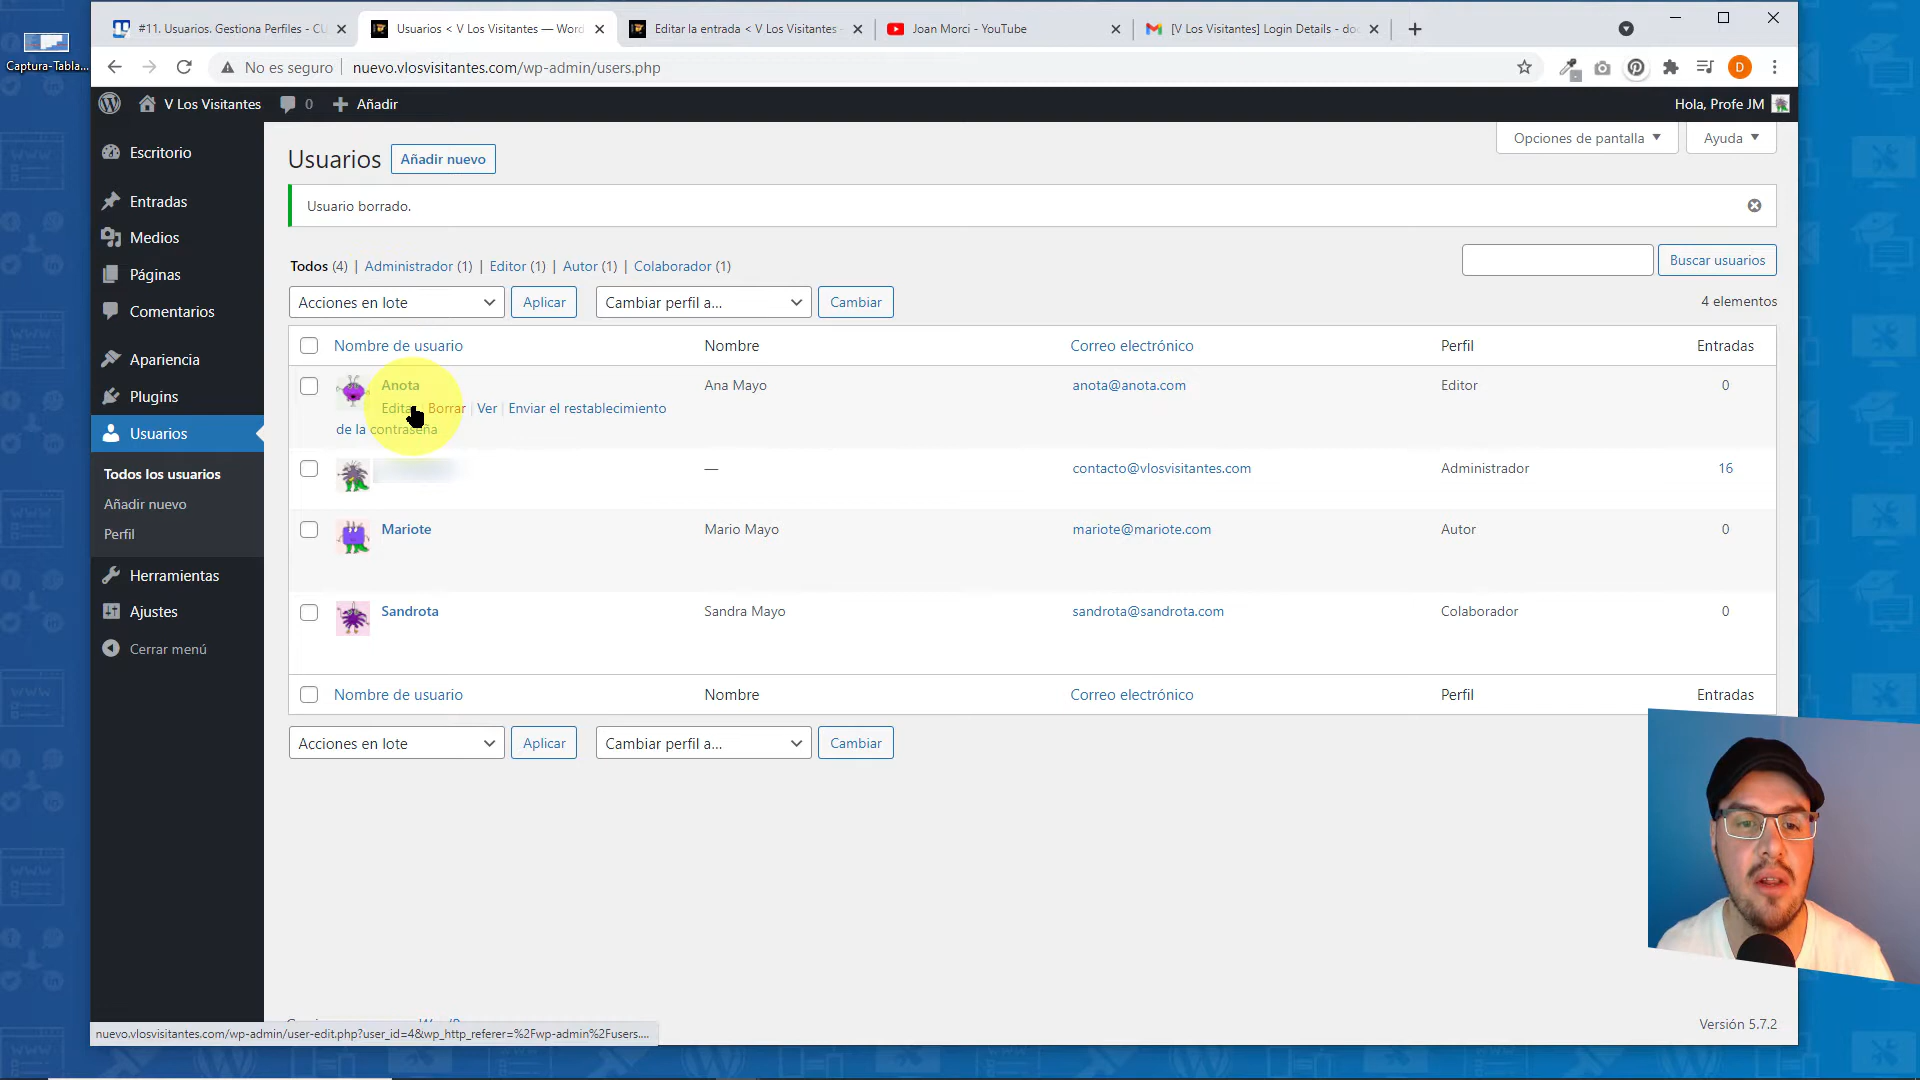 #11. Usuarios. Gestiona Perfiles - CU
Usuarios < V Los Visitantes — Word
Editar la entrada < V Los Visitantes -
Joan Morci - YouTube
[V Los Visitantes] Login Details - do
Captura-Tabla...
No es seguro
nuevo.vlosvisitantes.com/wp-admin/users.php
D
V Los Visitantes
0
Añadir
Hola, Profe JM
Escritorio
Entradas
Medios
Páginas
Comentarios
Apariencia
Plugins
Usuarios
Todos los usuarios
Añadir nuevo
Perfil
Herramientas
Ajustes
Cerrar menú
Opciones de pantalla
Ayuda
Usuarios
Añadir nuevo
Usuario borrado.
Todos (4) | Administrador (1) | Editor (1) | Autor (1) | Colaborador (1)
Buscar usuarios
Acciones en lote
Aplicar
Cambiar perfil a...
Cambiar
4 elementos
Nombre de usuario
Nombre
Correo electrónico
Perfil
Entradas
Anota
Ana Mayo
anota@anota.com
Editor
0
Edita | Borrar | Ver | Enviar el restablecimiento
de la contraseña
—
contacto@vlosvisitantes.com
Administrador
16
Mariote
Mario Mayo
mariote@mariote.com
Autor
0
Sandrota
Sandra Mayo
sandrota@sandrota.com
Colaborador
0
Nombre de usuario
Nombre
Correo electrónico
Perfil
Entradas
Acciones en lote
Aplicar
Cambiar perfil a...
Cambiar
Versión 5.7.2
nuevo.vlosvisitantes.com/wp-admin/user-edit.php?user_id=4&wp_http_referer=%2Fwp-admin%2Fusers....